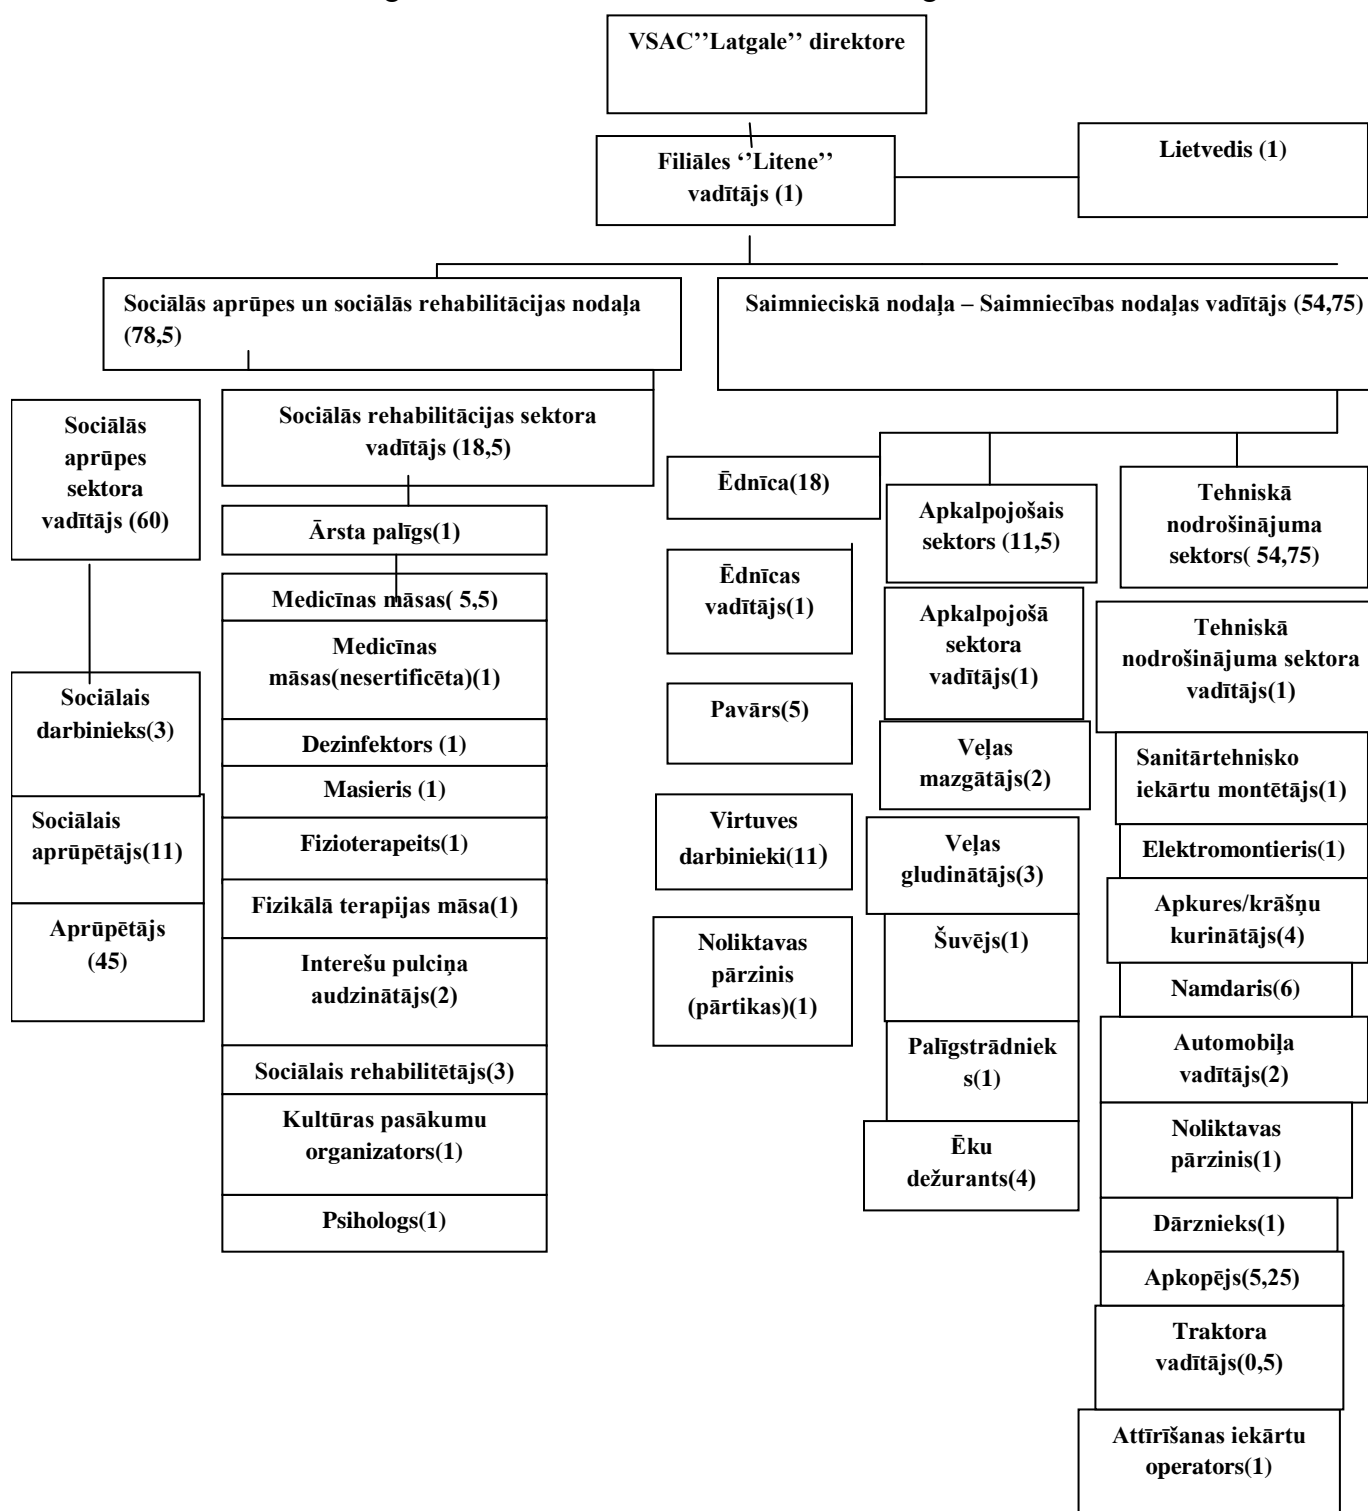 VSAC’’Latgale’’ direktore
Filiāles ‘’Litene’’
vadītājs (1)
Lietvedis (1)
Sociālās aprūpes un sociālās rehabilitācijas nodaļa
(78,5)
Saimnieciskā nodaļa – Saimniecības nodaļas vadītājs (54,75)
Sociālās
aprūpes
sektora
vadītājs (60)
Sociālais
darbinieks(3)
Sociālais
aprūpētājs(11)
Aprūpētājs
(45)
Sociālās rehabilitācijas sektora
vadītājs (18,5)
Ārsta palīgs(1)
Medicīnas māsas( 5,5)
Medicīnas
māsas(nesertificēta)(1)
Dezinfektors (1)
Masieris (1)
Fizioterapeits(1)
Fizikālā terapijas māsa(1)
Interešu pulciņa
audzinātājs(2)
Sociālais rehabilitētājs(3)
Kultūras pasākumu
organizators(1)
Psihologs(1)
Ēdnīca(18)
Ēdnīcas
vadītājs(1)
Pavārs(5)
Virtuves
darbinieki(11)
Noliktavas
pārzinis
(pārtikas)(1)
Apkalpojošais
sektors (11,5)
Apkalpojošā
sektora
vadītājs(1)
Veļas
mazgātājs(2)
Veļas
gludinātājs(3)
Šuvējs(1)
Palīgstrādniek
s(1)
Ēku
dežurants(4)
Tehniskā
nodrošinājuma
sektors( 54,75)
Tehniskā
nodrošinājuma sektora
vadītājs(1)
Sanitārtehnisko
iekārtu montētājs(1)
Elektromontieris(1)
Apkures/krāšņu
kurinātājs(4)
Namdaris(6)
Automobiļa
vadītājs(2)
Noliktavas
pārzinis(1)
Dārznieks(1)
Apkopējs(5,25)
Traktora
vadītājs(0,5)
Attīrīšanas iekārtu
operators(1)